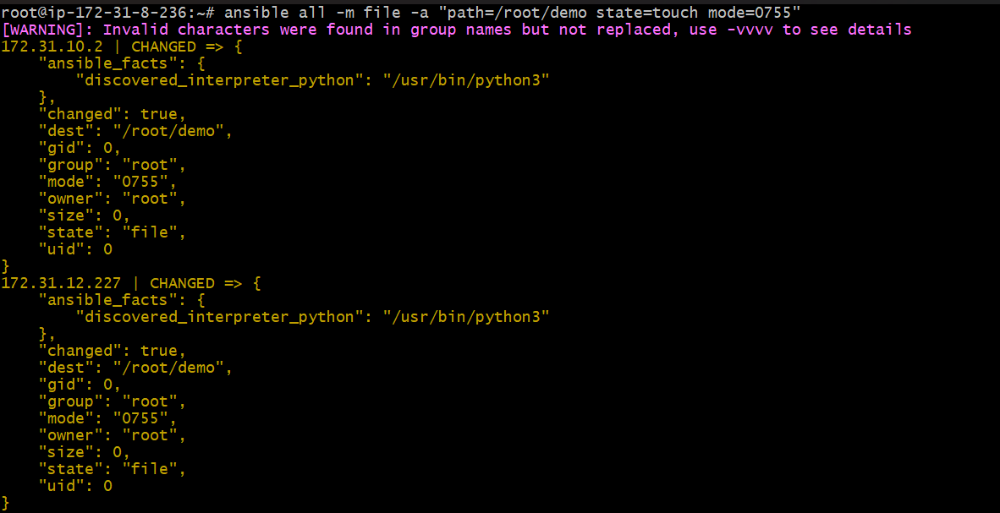 root@ip-172-31-8-236:~# ansible all -m file -a "path=/root/demo state=touch mode=0755"
[WARNING]: Invalid characters were found in group names but not replaced, use -vvvv to see details
172.31.10.2 | CHANGED => {
    "ansible_facts": {
        "discovered_interpreter_python": "/usr/bin/python3"
    },
    "changed": true,
    "dest": "/root/demo",
    "gid": 0,
    "group": "root",
    "mode": "0755",
    "owner": "root",
    "size": 0,
    "state": "file",
    "uid": 0
}
172.31.12.227 | CHANGED => {
    "ansible_facts": {
        "discovered_interpreter_python": "/usr/bin/python3"
    },
    "changed": true,
    "dest": "/root/demo",
    "gid": 0,
    "group": "root",
    "mode": "0755",
    "owner": "root",
    "size": 0,
    "state": "file",
    "uid": 0
}